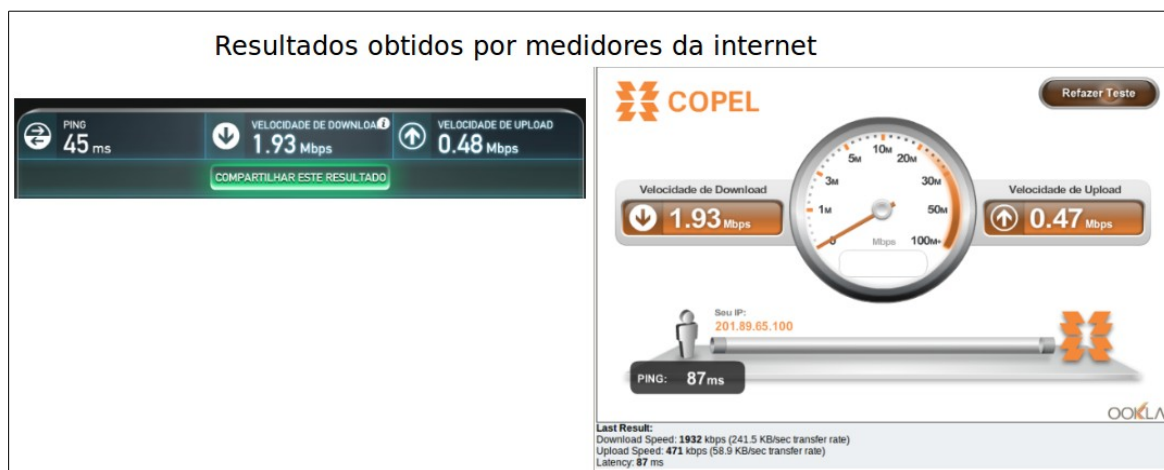 Resultados obtidos por medidores da internet
PING
45 ms
VELOCIDADE DE DOWNLOAD
1.93 Mbps
VELOCIDADE DE UPLOAD
0.48 Mbps
COMPARTILHAR ESTE RESULTADO
COPEL
Refazer Teste
Velocidade de Download
1.93 Mbps
0
1M
3M
5M
10M
20M
30M
50M
100M+
Mbps
Velocidade de Upload
0.47 Mbps
Seu IP:
201.89.65.100
PING: 87 ms
OOKLA
Last Result:
Download Speed: 1932 kbps (241.5 KB/sec transfer rate)
Upload Speed: 471 kbps (58.9 KB/sec transfer rate)
Latency: 87 ms